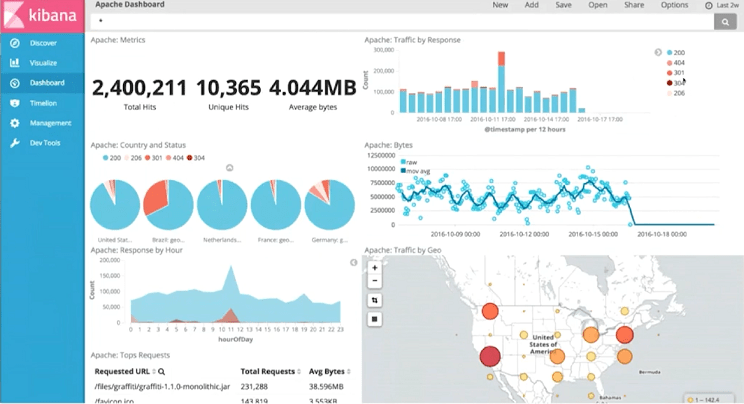 kibana
Apache Dashboard
New Add Save Open Share Options Last 2w
*
Discover
Visualize
Dashboard
Timelion
Management
Dev Tools
Apache: Metrics
2,400,211 10,365 4.044MB
Total Hits Unique Hits Average bytes
Apache: Traffic by Response
300,000
200,000
100,000
0
Count
2016-10-08 17:00 2016-10-11 17:00 2016-10-14 17:00 2016-10-17 17:00
@timestamp per 12 hours
200
404
301
304
206
Apache: Country and Status
200 206 301 404 304
United Stat... Brazil: geo... Netherlands... France: geo... Germany: g...
Apache: Bytes
raw
mov avg
12500000
10000000
7500000
5000000
2500000
0
2016-10-09 00:00 2016-10-12 00:00 2016-10-15 00:00 2016-10-18 00:00
Apache: Response by Hour
200,000
150,000
100,000
50,000
0
Count
0 1 2 3 4 5 6 7 8 9 10 11 12 13 14 15 16 17 18 19 20 21 22 23
hourOfDay
Apache: Traffic by Geo
+
−
United
States of
America
Bermuda
Bahamas
1 – 142.4
Apache: Tops Requests
Requested URL Total Requests Avg Bytes
/files/graffiti/graffiti-1.1.0-monolithic.jar 231,288 38.596MB
/favicon.ico 143,819 3.553KB